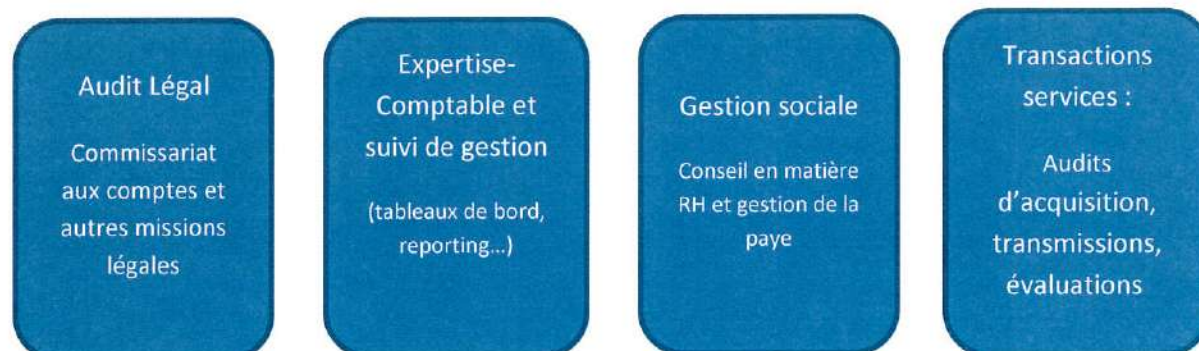 Audit Légal
Commissariat
aux comptes et
autres missions
légales
Expertise-
Comptable et
suivi de gestion
(tableaux de bord,
reporting...)
Gestion sociale
Conseil en matière
RH et gestion de la
paye
Transactions
services :
Audits
d'acquisition,
transmissions,
évaluations